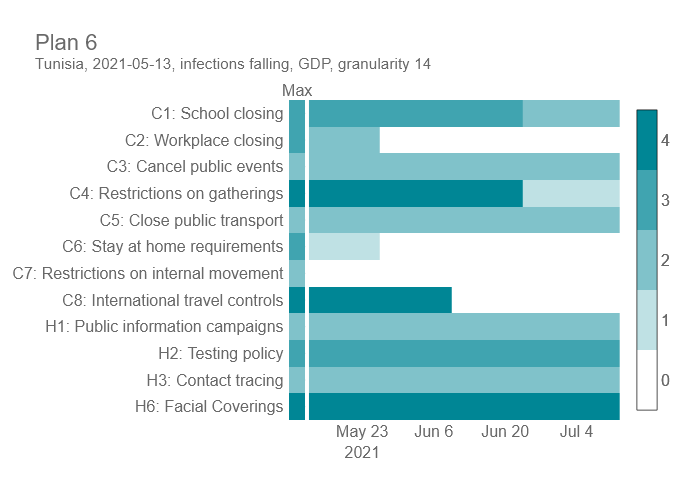 Plan 6
Tunisia, 2021-05-13, infections falling, GDP, granularity 14
Max
C1: School closing
C2: Workplace closing
C3: Cancel public events
C4: Restrictions on gatherings
C5: Close public transport
C6: Stay at home requirements
C7: Restrictions on internal movement
C8: International travel controls
H1: Public information campaigns
H2: Testing policy
H3: Contact tracing
H6: Facial Coverings
4
3
2
1
0
May 23 Jun 6 Jun 20 Jul 4
2021